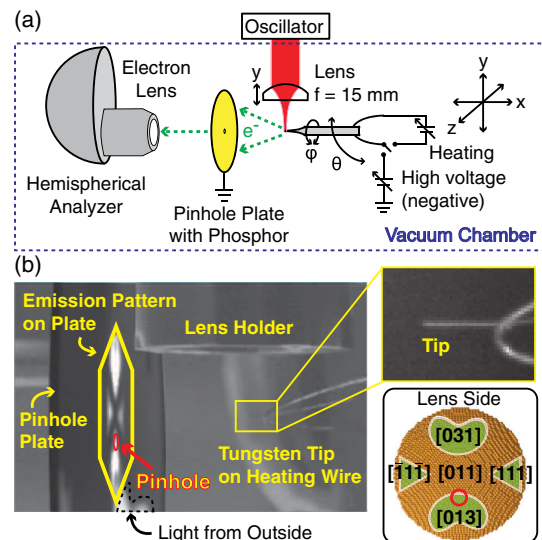 (a)
Oscillator
Electron
Lens
y
Lens
f = 15 mm
y
x
z
e⁻
φ
θ
Heating
High voltage
(negative)
Hemispherical
Analyzer
Pinhole Plate
with Phosphor
Vacuum Chamber
(b)
Emission Pattern
on Plate
Lens Holder
Tip
Pinhole
Plate
Pinhole
Tungsten Tip
on Heating Wire
Light from Outside
Lens Side
[031]
[1̄11̄] [011] [111]
[013]